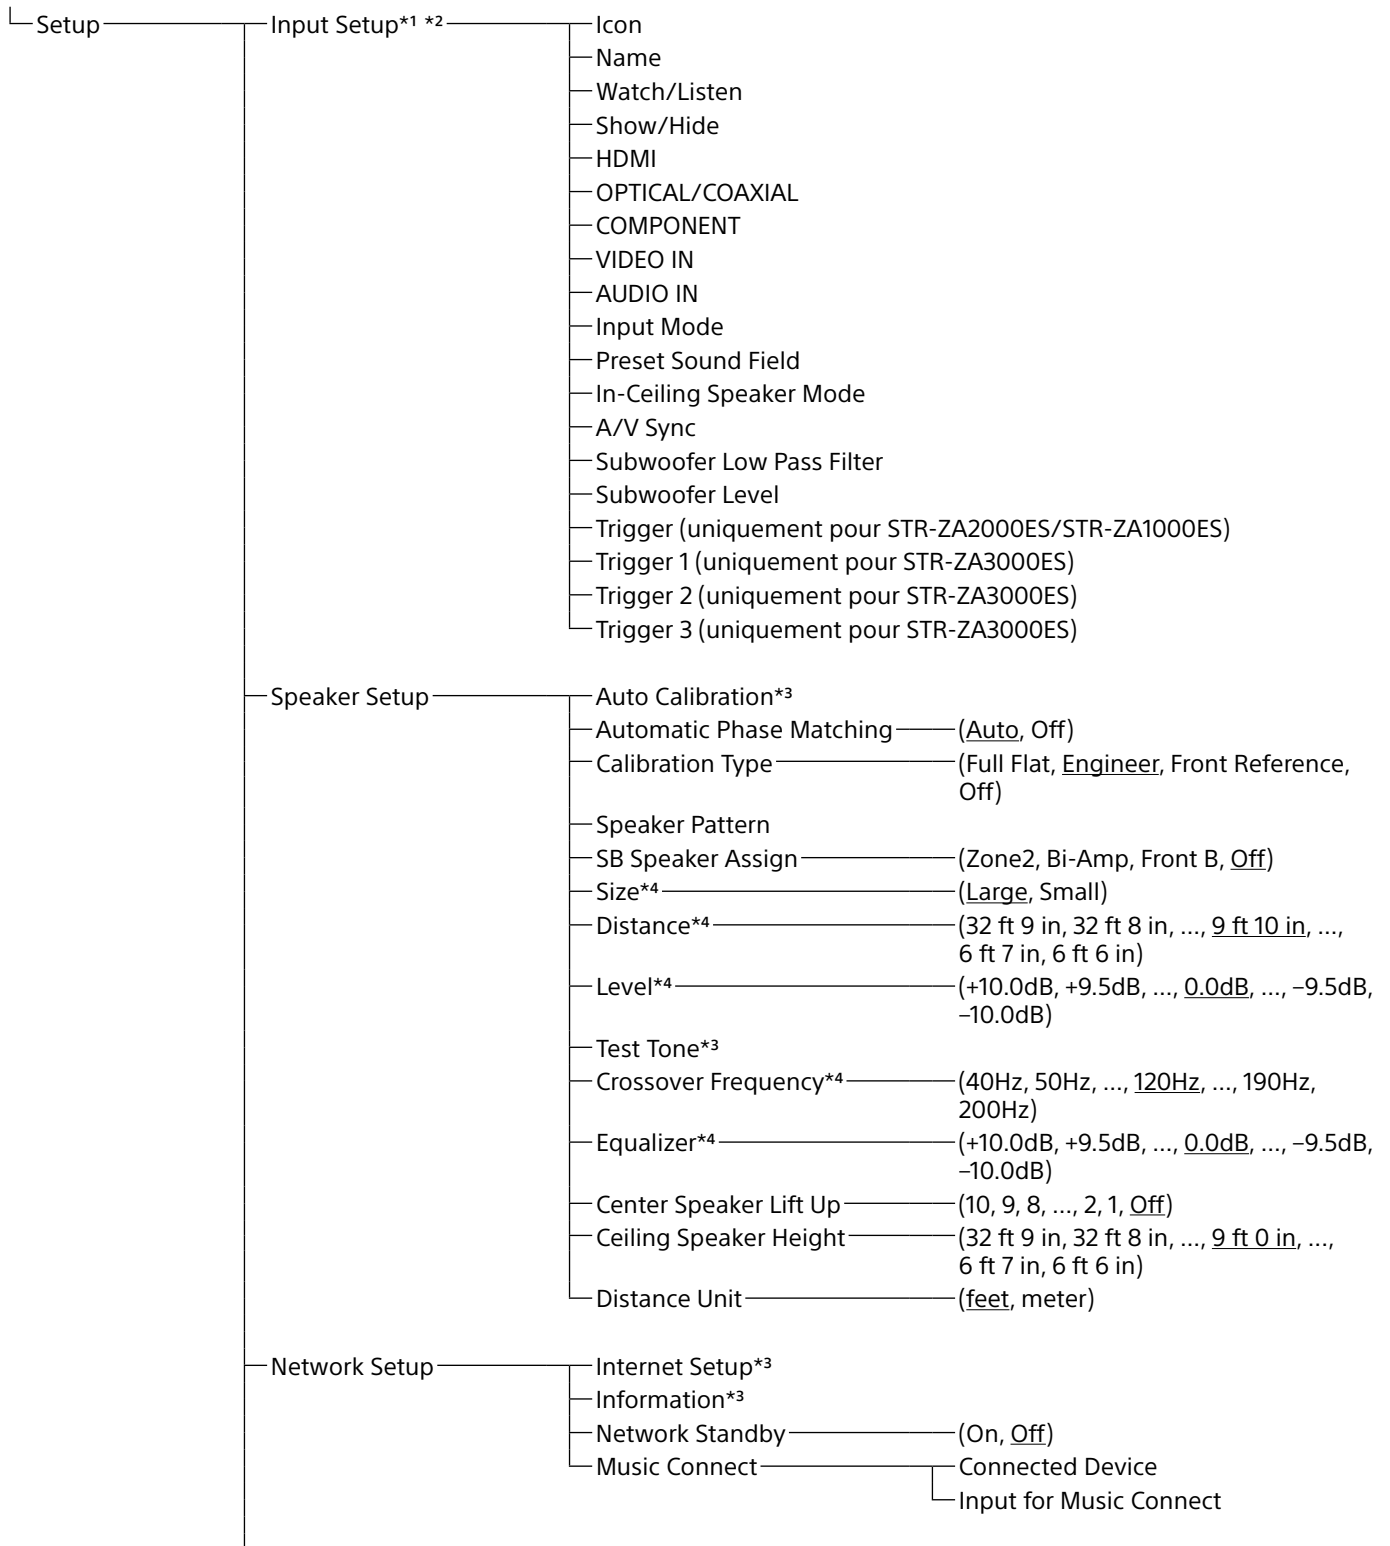 Setup Input Setup*¹ *² Icon
Name
Watch/Listen
Show/Hide
HDMI
OPTICAL/COAXIAL
COMPONENT
VIDEO IN
AUDIO IN
Input Mode
Preset Sound Field
In-Ceiling Speaker Mode
A/V Sync
Subwoofer Low Pass Filter
Subwoofer Level
Trigger (uniquement pour STR-ZA2000ES/STR-ZA1000ES)
Trigger 1 (uniquement pour STR-ZA3000ES)
Trigger 2 (uniquement pour STR-ZA3000ES)
Trigger 3 (uniquement pour STR-ZA3000ES)
Speaker Setup Auto Calibration*³
Automatic Phase Matching (Auto, Off)
Calibration Type (Full Flat, Engineer, Front Reference,
Off)
Speaker Pattern
SB Speaker Assign (Zone2, Bi-Amp, Front B, Off)
Size*⁴ (Large, Small)
Distance*⁴ (32 ft 9 in, 32 ft 8 in, ..., 9 ft 10 in, ...,
6 ft 7 in, 6 ft 6 in)
Level*⁴ (+10.0dB, +9.5dB, ..., 0.0dB, ..., –9.5dB,
–10.0dB)
Test Tone*³
Crossover Frequency*⁴ (40Hz, 50Hz, ..., 120Hz, ..., 190Hz,
200Hz)
Equalizer*⁴ (+10.0dB, +9.5dB, ..., 0.0dB, ..., –9.5dB,
–10.0dB)
Center Speaker Lift Up (10, 9, 8, ..., 2, 1, Off)
Ceiling Speaker Height (32 ft 9 in, 32 ft 8 in, ..., 9 ft 0 in, ...,
6 ft 7 in, 6 ft 6 in)
Distance Unit (feet, meter)
Network Setup Internet Setup*³
Information*³
Network Standby (On, Off)
Music Connect Connected Device
Input for Music Connect